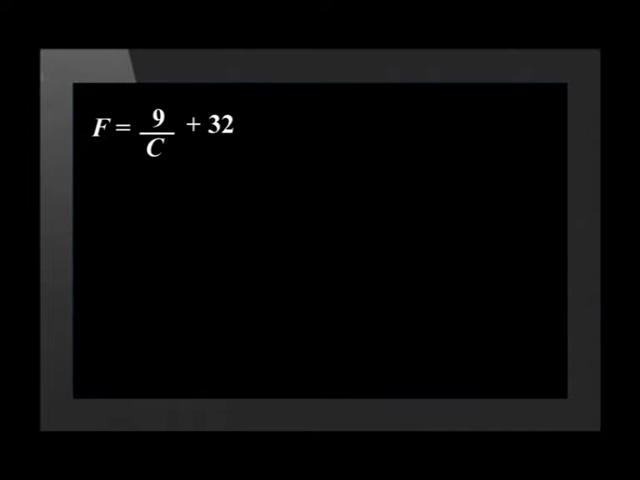 F = 9/C + 32